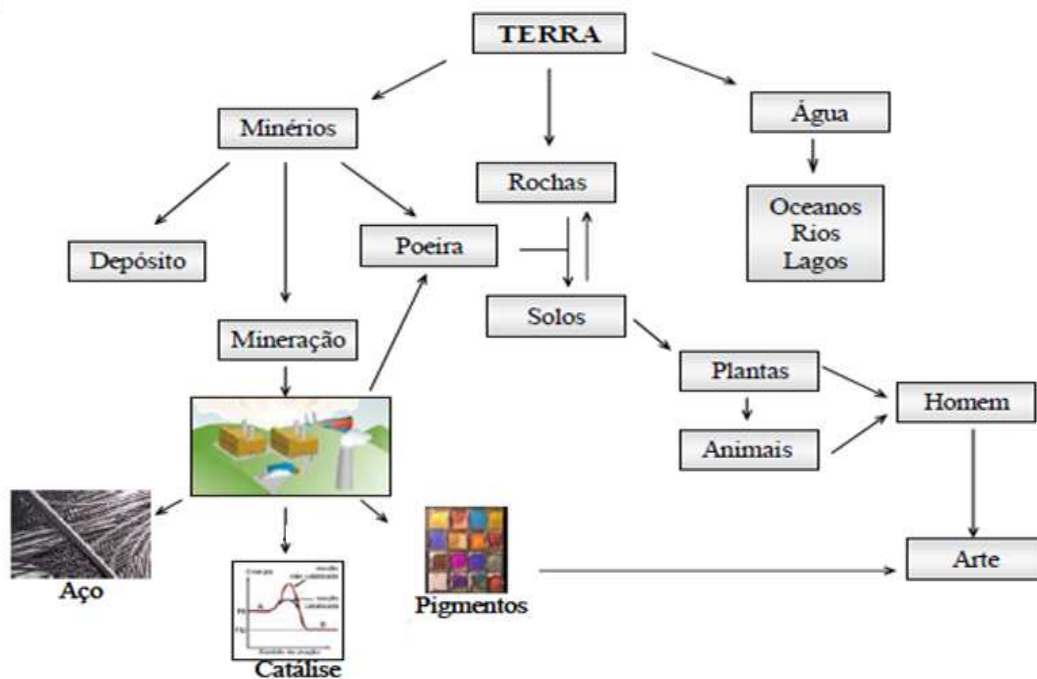 TERRA
Minérios
Água
Rochas
Oceanos
Rios
Lagos
Depósito
Poeira
Solos
Mineração
Plantas
Homem
Animais
Arte
Aço
Pigmentos
Catálise